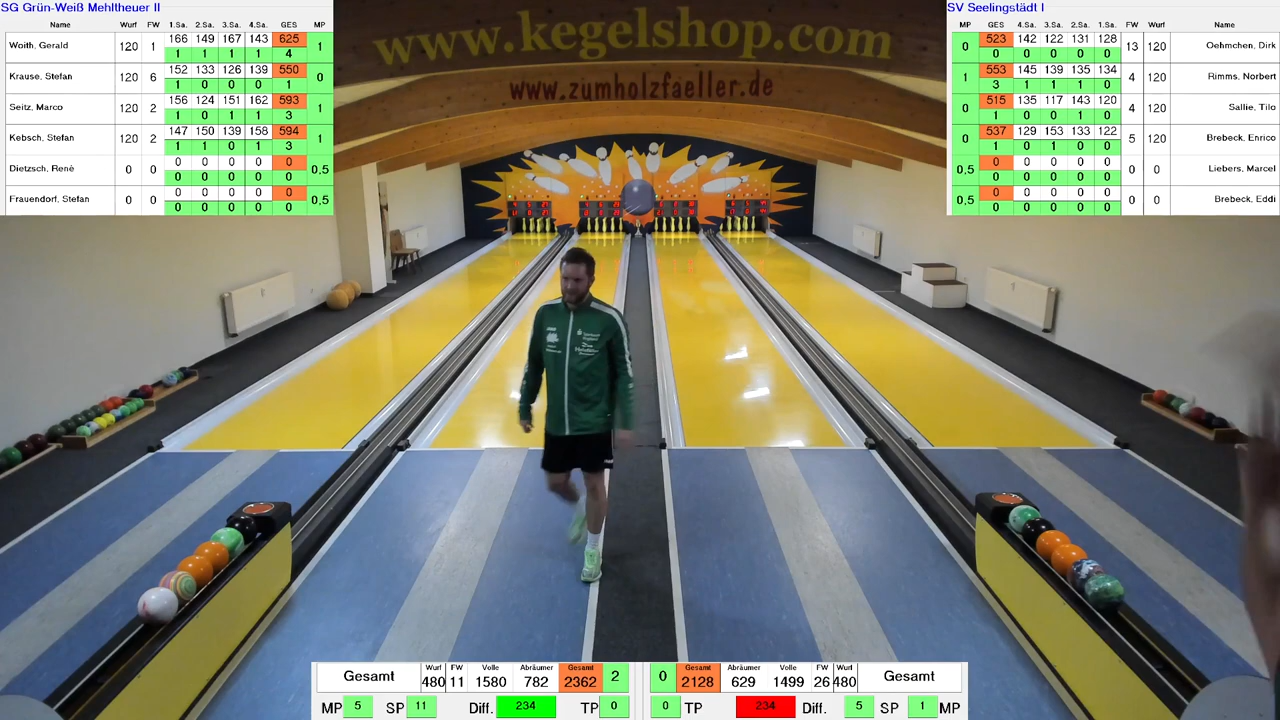 SG Grün-Weiß Mehltheuer II
Name Wurf FW 1.Sa. 2.Sa. 3.Sa. 4.Sa. GES MP
Woith, Gerald 120 1 166 149 167 143 625 1
1 1 1 1 4
Krause, Stefan 120 6 152 133 126 139 550 0
1 0 0 0 1
Seitz, Marco 120 2 156 124 151 162 593 1
1 0 1 1 3
Kebsch, Stefan 120 2 147 150 139 158 594 1
1 1 0 1 3
Dietzsch, Renè 0 0 0 0 0 0 0 0,5
0 0 0 0 0
Frauendorf, Stefan 0 0 0 0 0 0 0 0,5
0 0 0 0 0
www.kegelshop.com
www.zumholzfaeller.de
SV Seelingstädt I
MP GES 4.Sa. 3.Sa. 2.Sa. 1.Sa. FW Wurf Name
0 523 142 122 131 128 13 120 Oehmchen, Dirk
0 0 0 0 0
1 553 145 139 135 134 4 120 Rimms, Norbert
3 1 1 1 0
0 515 135 117 143 120 4 120 Sallie, Tilo
1 0 0 1 0
0 537 129 153 133 122 5 120 Brebeck, Enrico
1 0 1 0 0
0,5 0 0 0 0 0 0 0 Liebers, Marcel
0 0 0 0 0
0,5 0 0 0 0 0 0 0 Brebeck, Eddi
0 0 0 0 0
Gesamt Wurf 480 FW 11 Volle 1580 Abräumer 782 Gesamt 2362 2
MP 5 SP 11 Diff. 234 TP 0
0 Gesamt 2128 Abräumer 629 Volle 1499 FW 26 Wurf 480 Gesamt
0 TP 234 Diff. 5 SP 1 MP